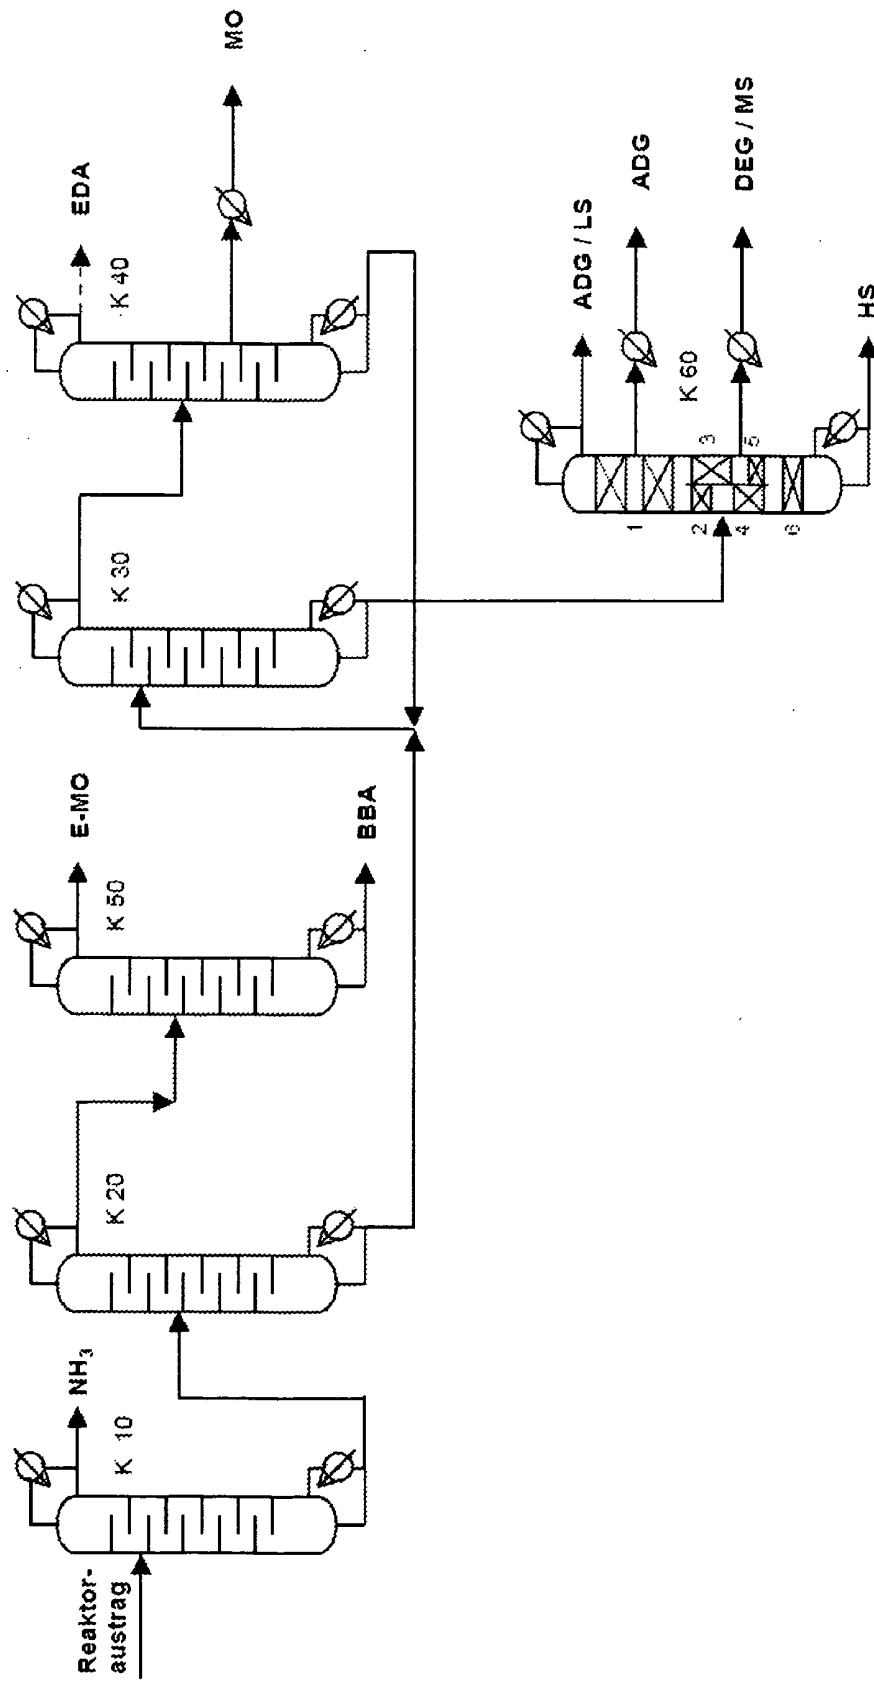 Reaktor-
austrag
NH₃
K 10
K 20
E-MO
K 50
BBA
K 30
EDA
K 40
MO
ADG / LS
ADG
K 60
DEG / MS
HS
1
2
3
4
5
6